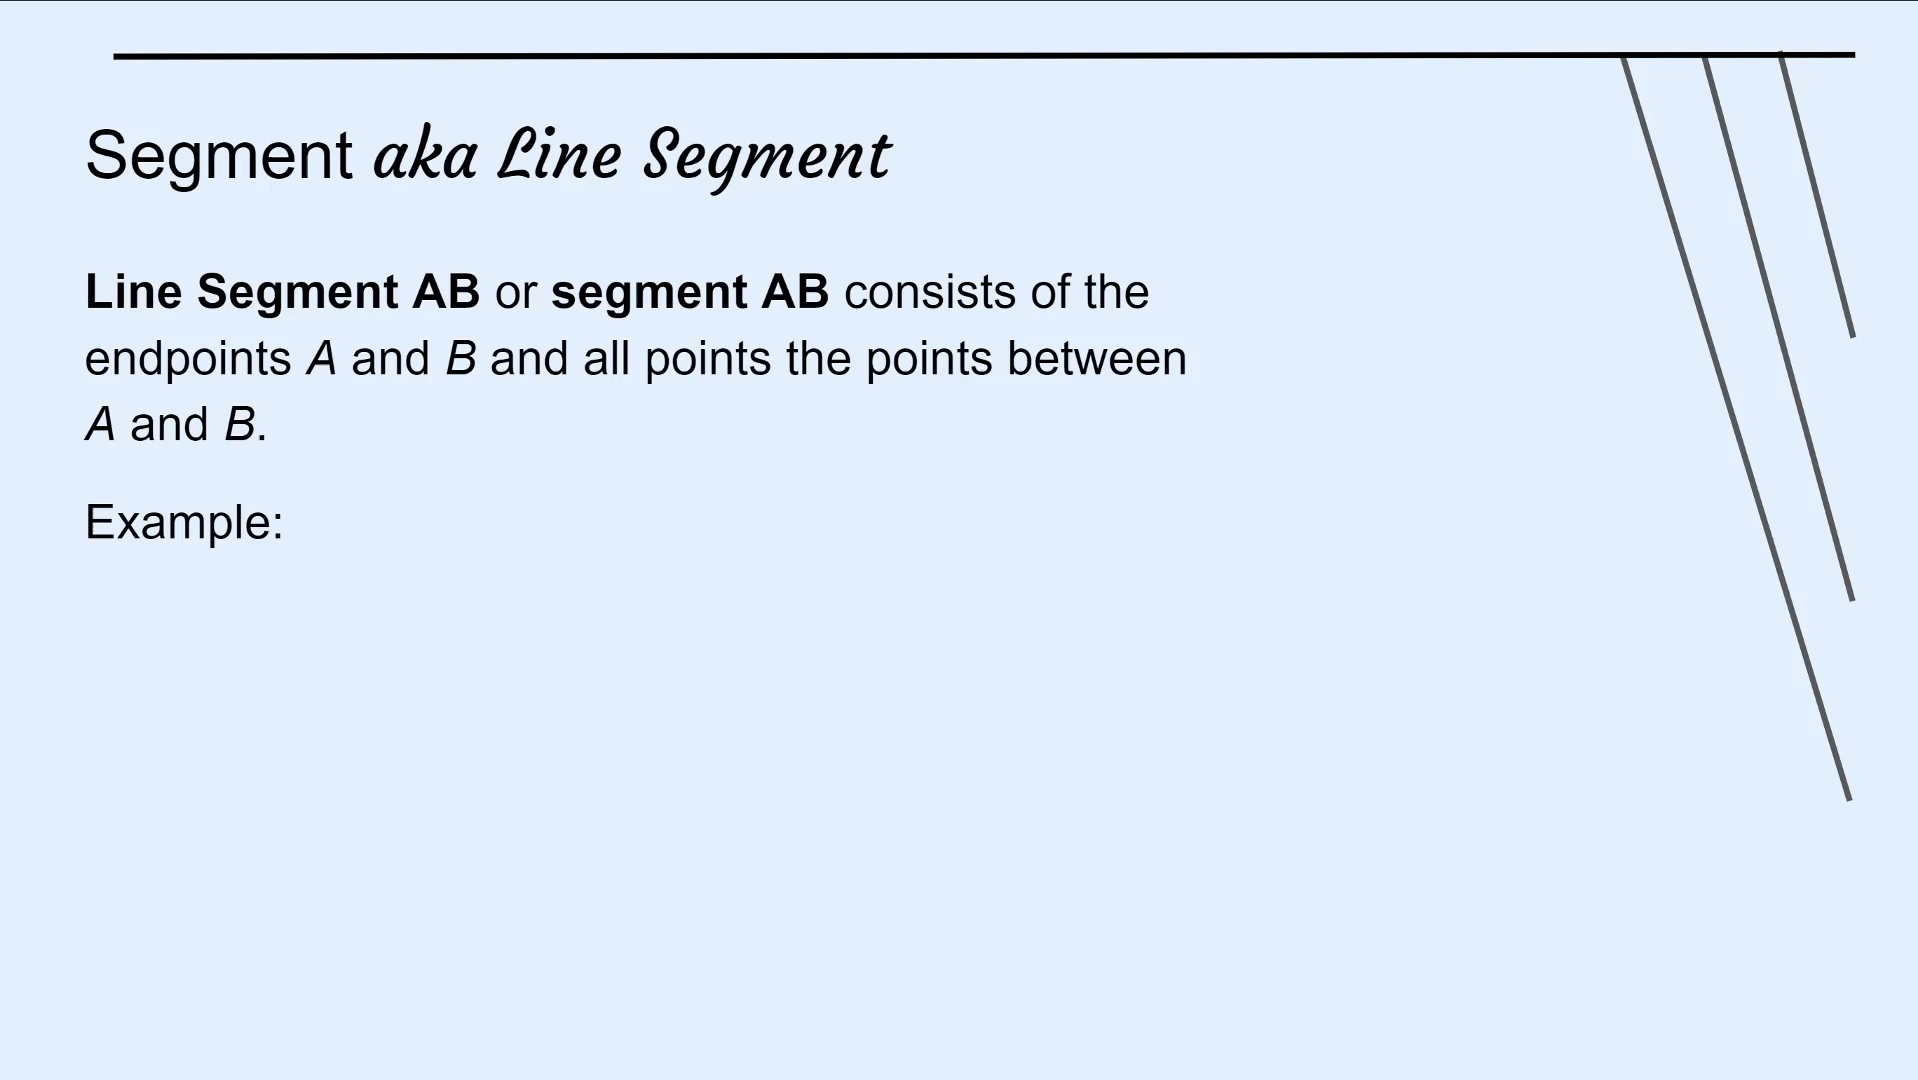 Segment aka Line Segment
Line Segment AB or segment AB consists of the
endpoints A and B and all points the points between
A and B.
Example: